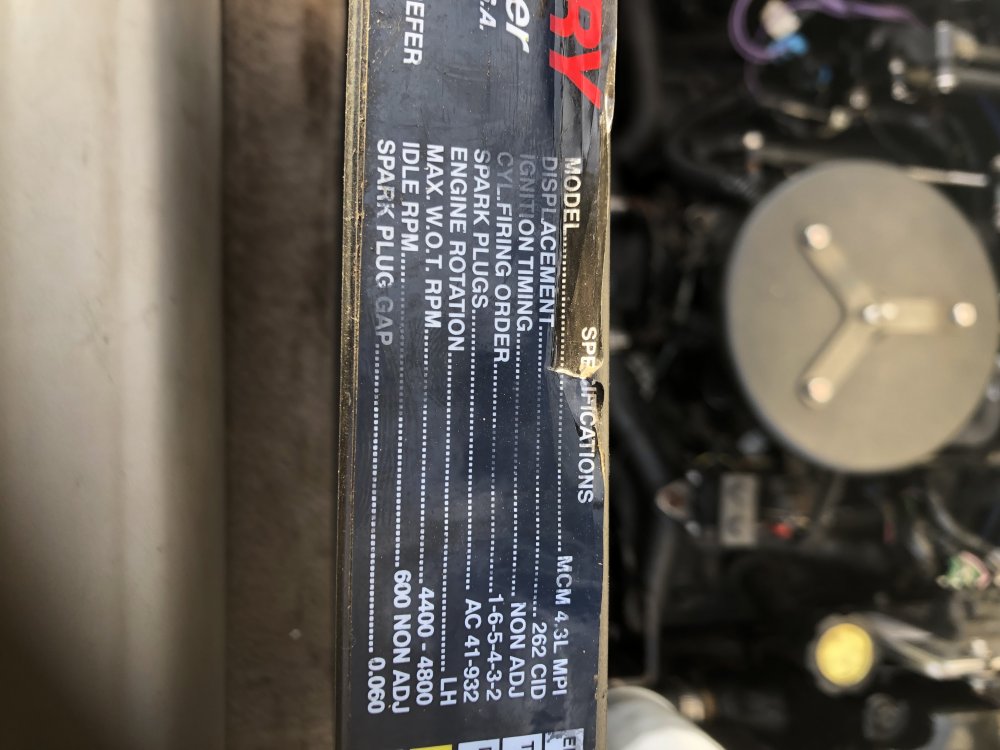 RY
er
.A.
EFER
SPECIFICATIONS
MODEL.................... MCM 4.3L MPI
DISPLACEMENT.................... 262 CID
IGNITION TIMING.................... NON ADJ
CYL.FIRING ORDER.................... 1-6-5-4-3-2
SPARK PLUGS.................... AC 41-932
ENGINE ROTATION.................... LH
MAX. W.O.T. RPM.................... 4400 - 4800
IDLE RPM.................... 600 NON ADJ
SPARK PLUG GAP.................... 0.060